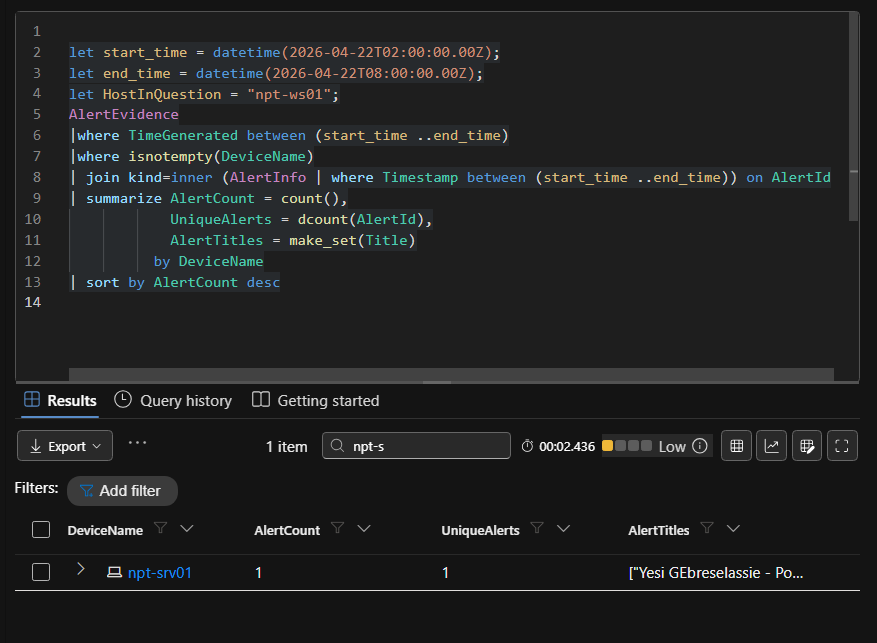 1
2 let start_time = datetime(2026-04-22T02:00:00.00Z);
3 let end_time = datetime(2026-04-22T08:00:00.00Z);
4 let HostInQuestion = "npt-ws01";
5 AlertEvidence
6 |where TimeGenerated between (start_time ..end_time)
7 |where isnotempty(DeviceName)
8 | join kind=inner (AlertInfo | where Timestamp between (start_time ..end_time)) on AlertId
9 | summarize AlertCount = count(),
10 UniqueAlerts = dcount(AlertId),
11 AlertTitles = make_set(Title)
12 by DeviceName
13 | sort by AlertCount desc
14
Results Query history Getting started
Export ... 1 item npt-s 00:02.436 Low
Filters: Add filter
DeviceName AlertCount UniqueAlerts AlertTitles
npt-srv01 1 1 ["Yesi GEbreselassie - Po...